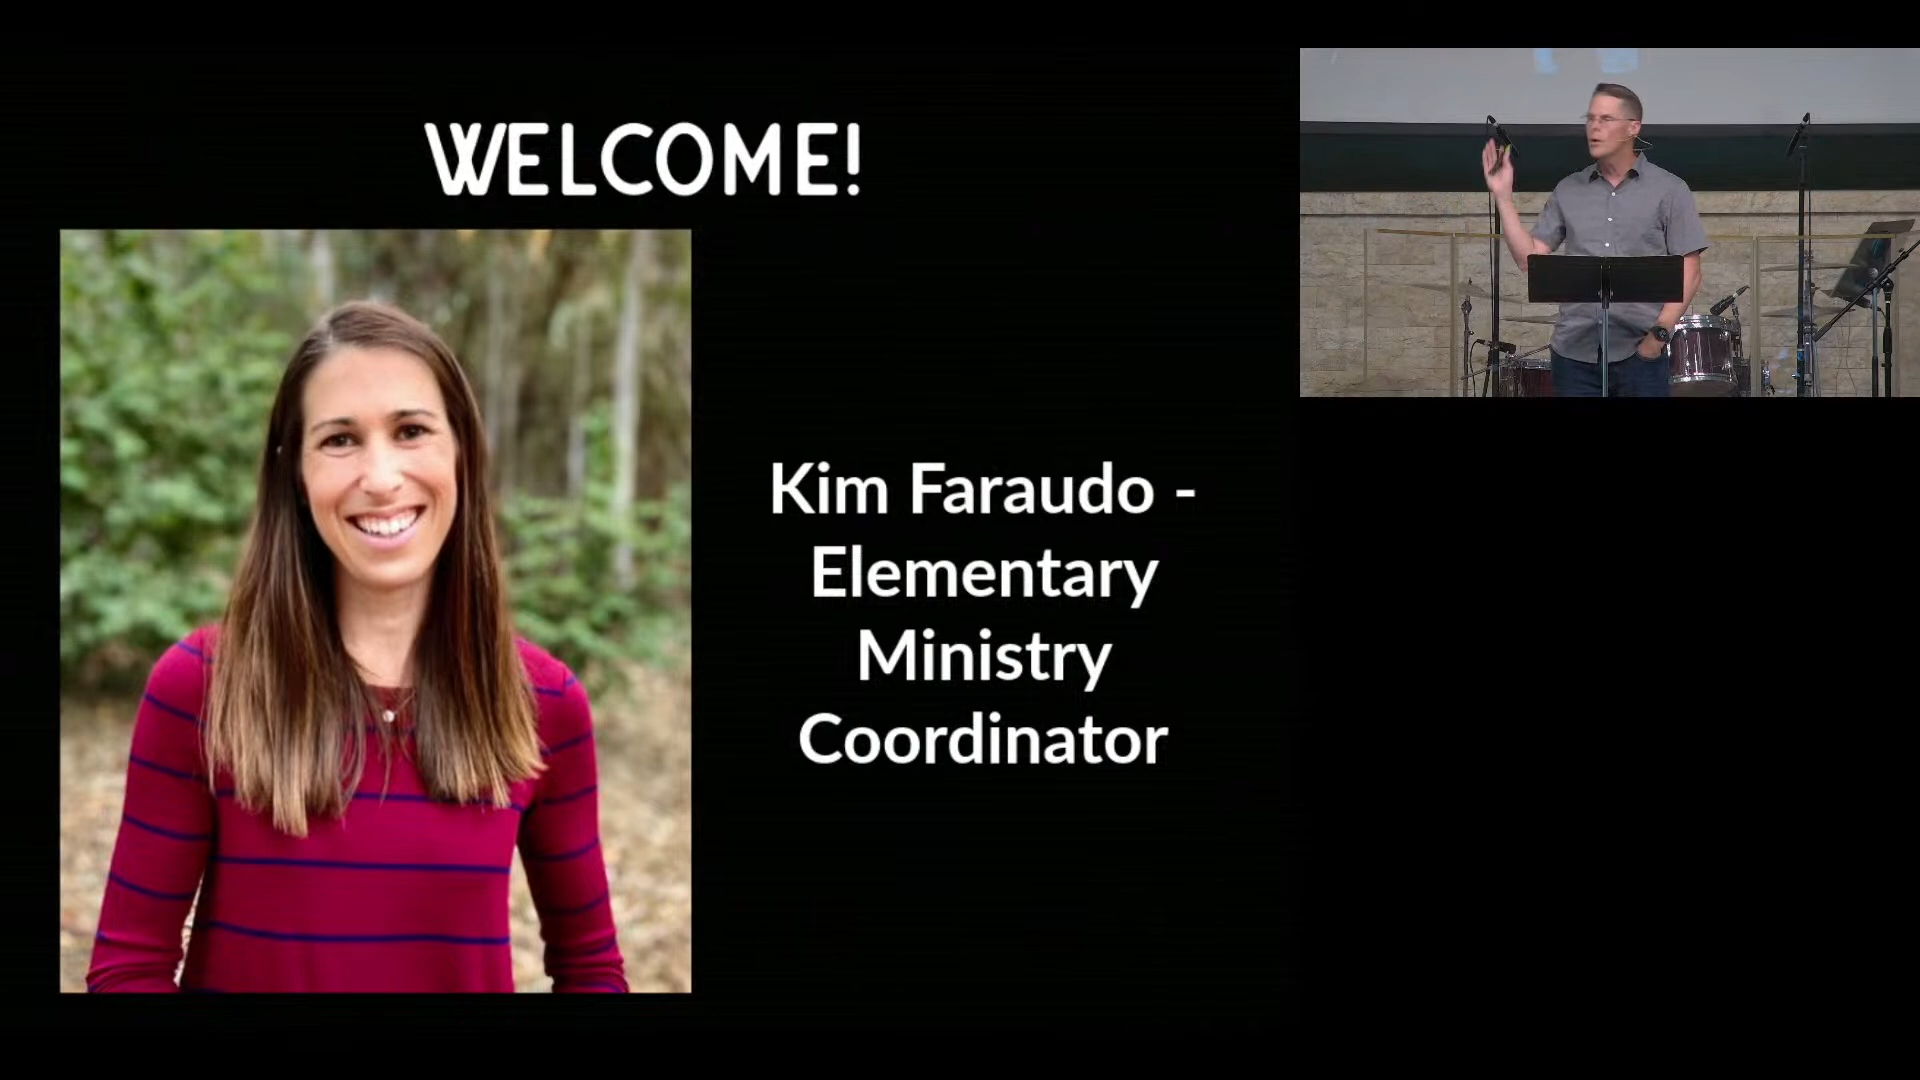 WELCOME!
Kim Faraudo -
Elementary
Ministry
Coordinator